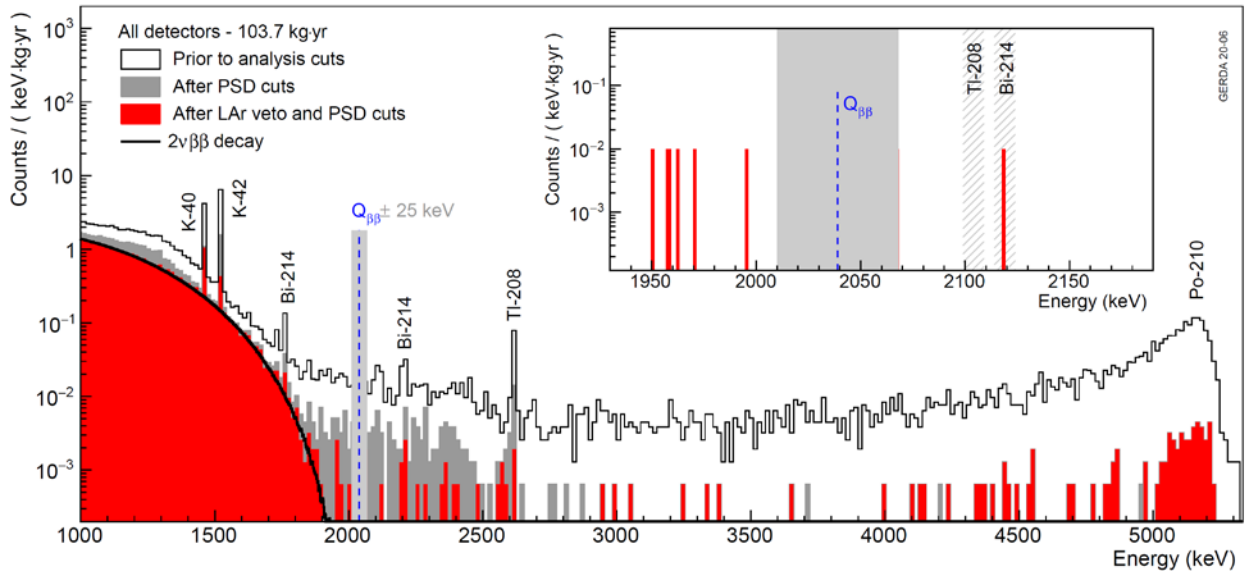 All detectors - 103.7 kg·yr
Prior to analysis cuts
After PSD cuts
After LAr veto and PSD cuts
2νββ decay
Counts / ( keV·kg·yr )
10³
10²
10
1
10⁻¹
10⁻²
10⁻³
K-40
K-42
Bi-214
Qββ ± 25 keV
Bi-214
Tl-208
Po-210
1000 1500 2000 2500 3000 3500 4000 4500 5000
Energy (keV)
Counts / ( keV·kg·yr )
10⁻¹
10⁻²
10⁻³
Qββ
Tl-208
Bi-214
1950 2000 2050 2100 2150
Energy (keV)
GERDA 20-06